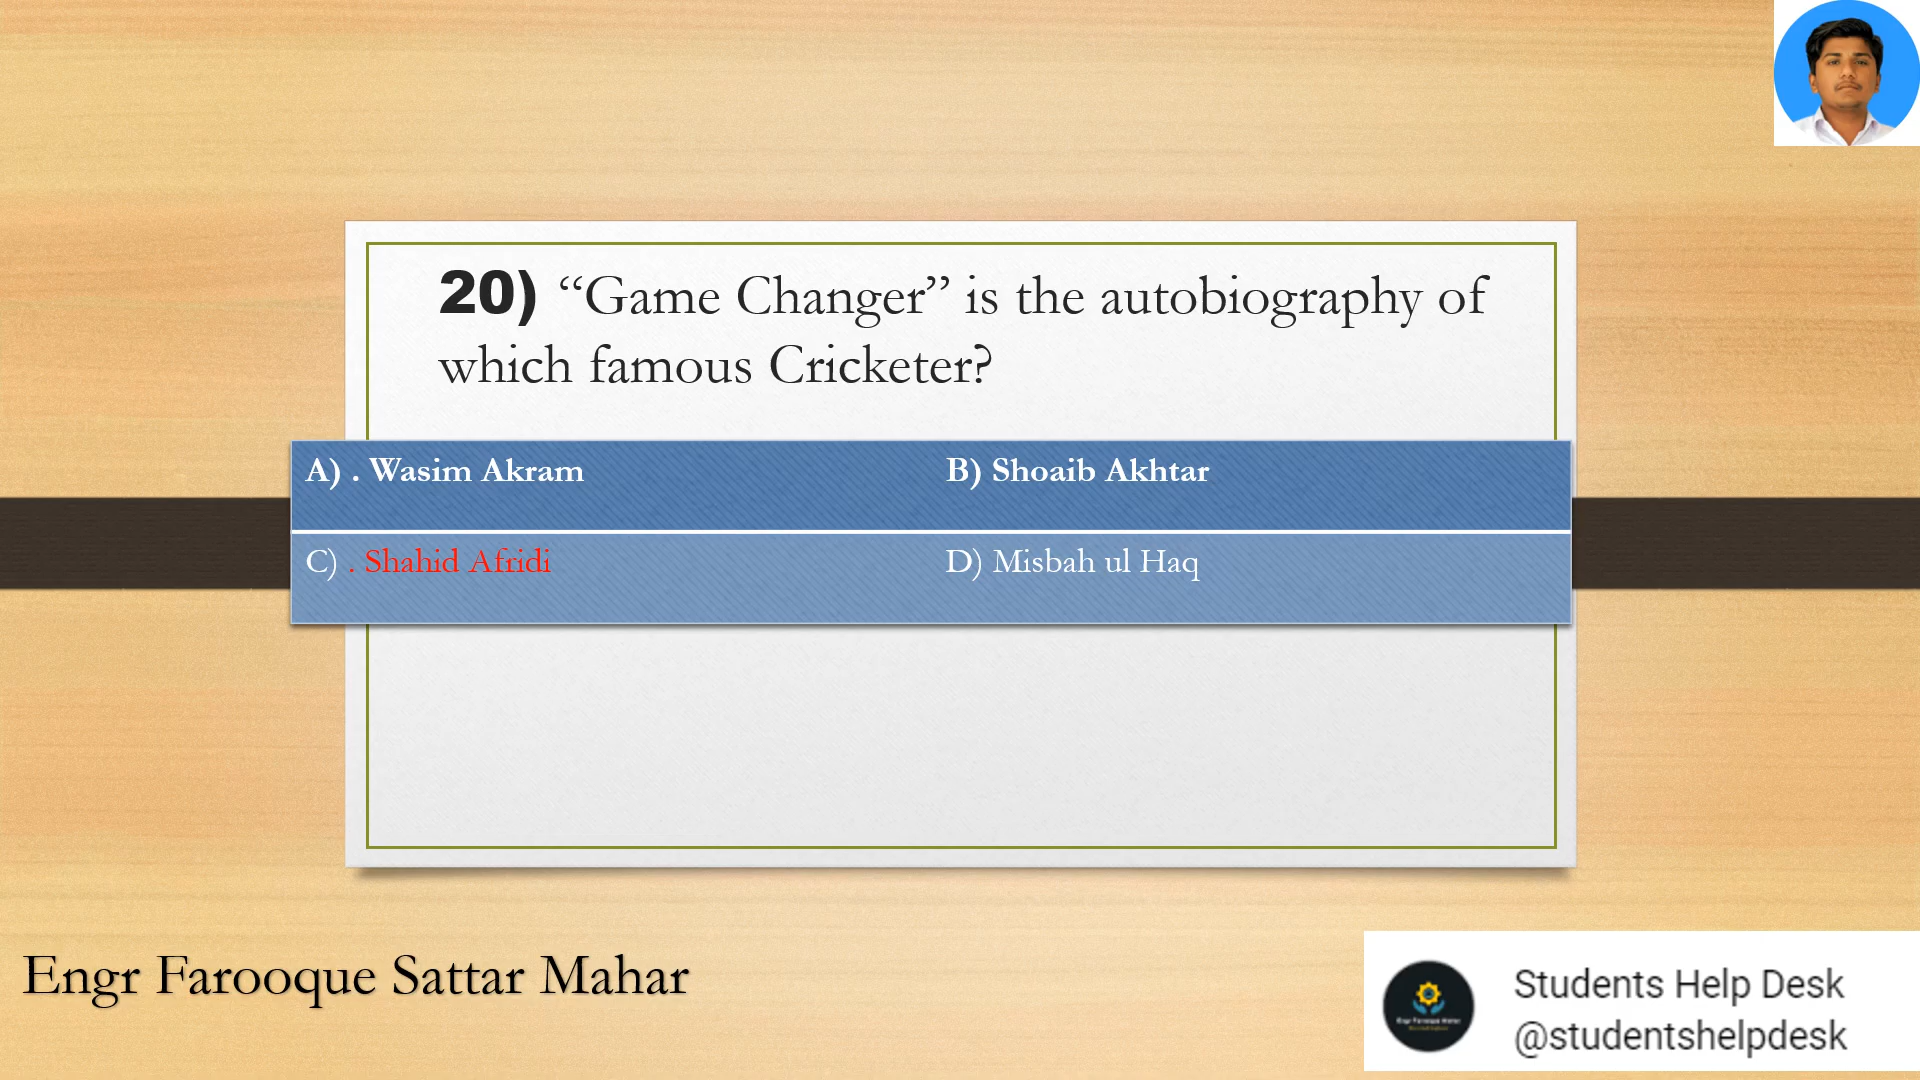 20) “Game Changer” is the autobiography of
which famous Cricketer?
A) . Wasim Akram
B) Shoaib Akhtar
C) . Shahid Afridi
D) Misbah ul Haq
Engr Farooque Sattar Mahar
Students Help Desk
@studentshelpdesk